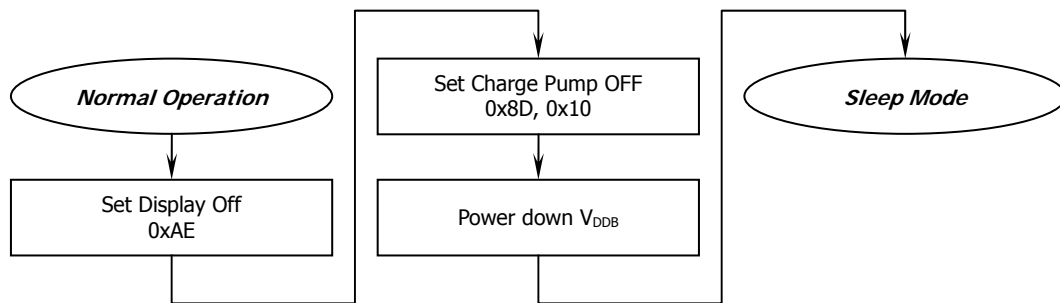 Normal Operation
Set Display Off
0xAE
Set Charge Pump OFF
0x8D, 0x10
Power down VDDB
Sleep Mode